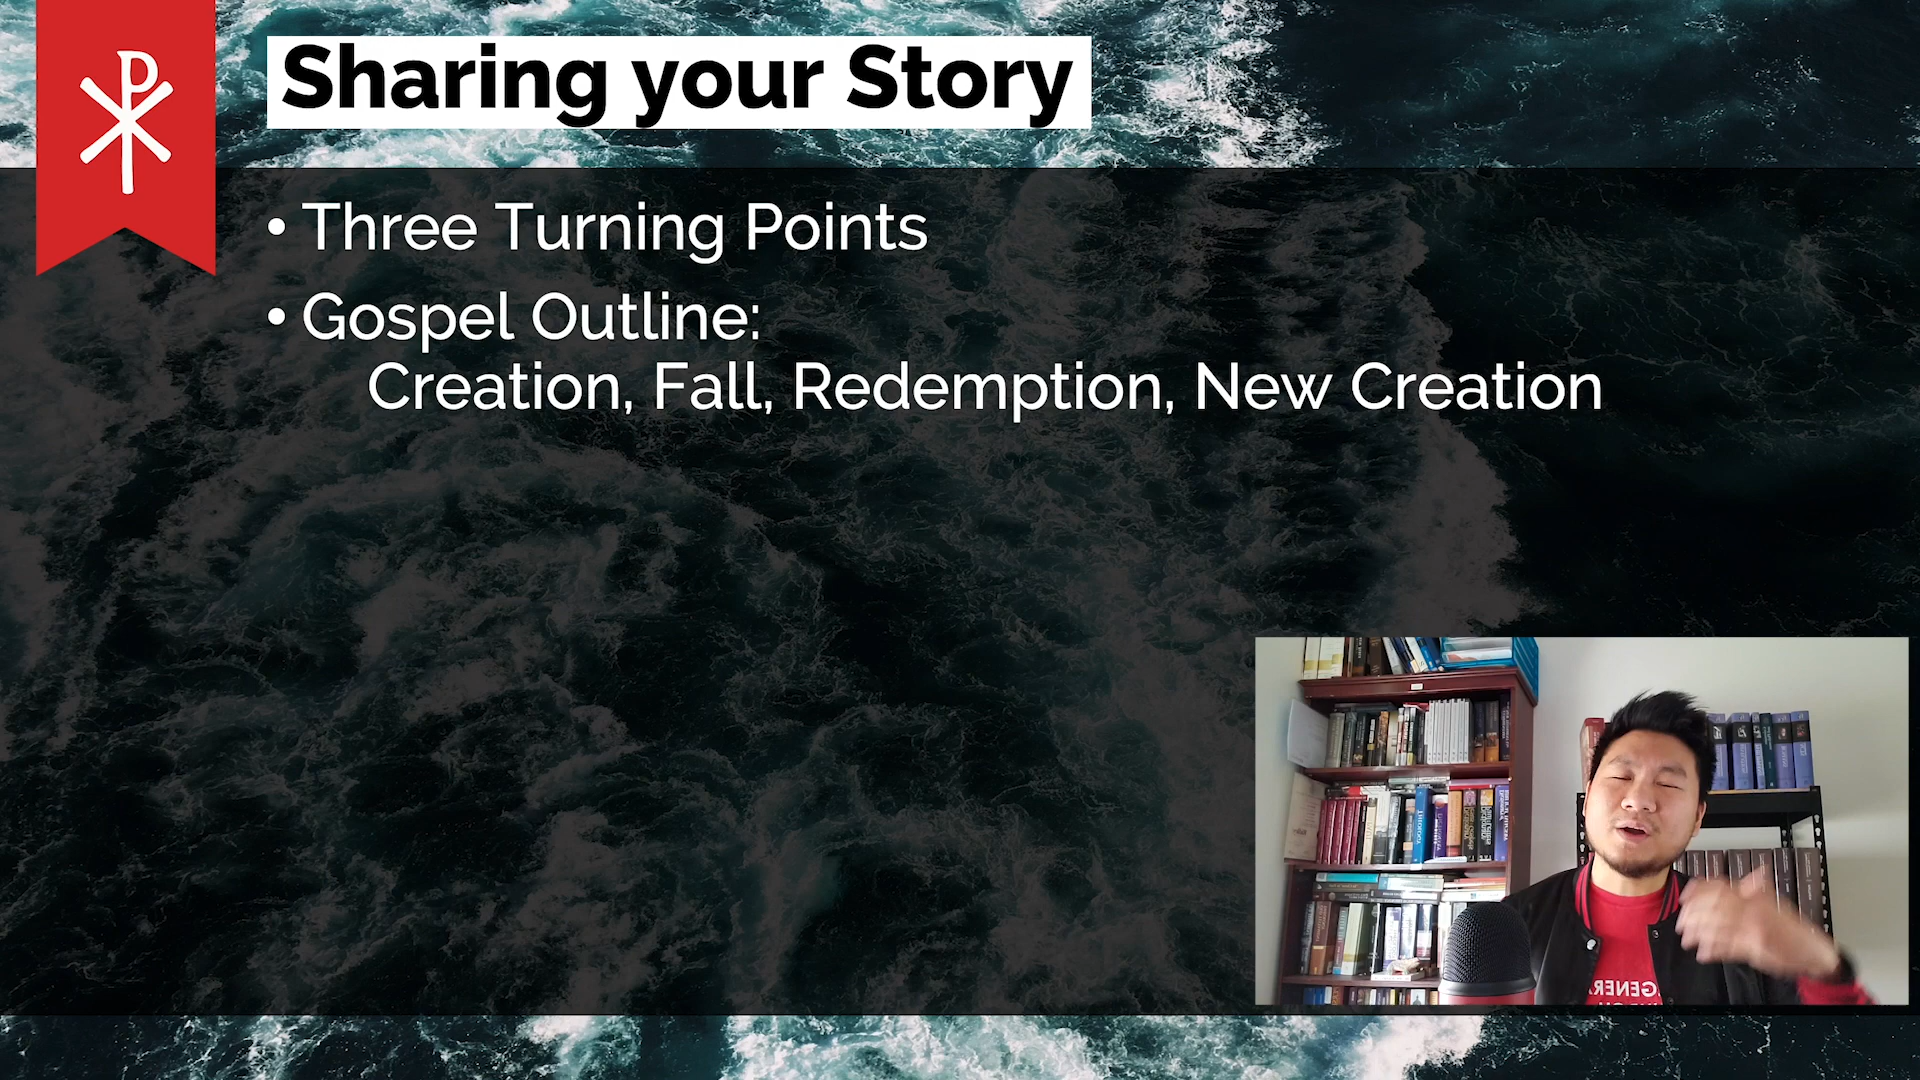 Sharing your Story
• Three Turning Points
• Gospel Outline:
Creation, Fall, Redemption, New Creation